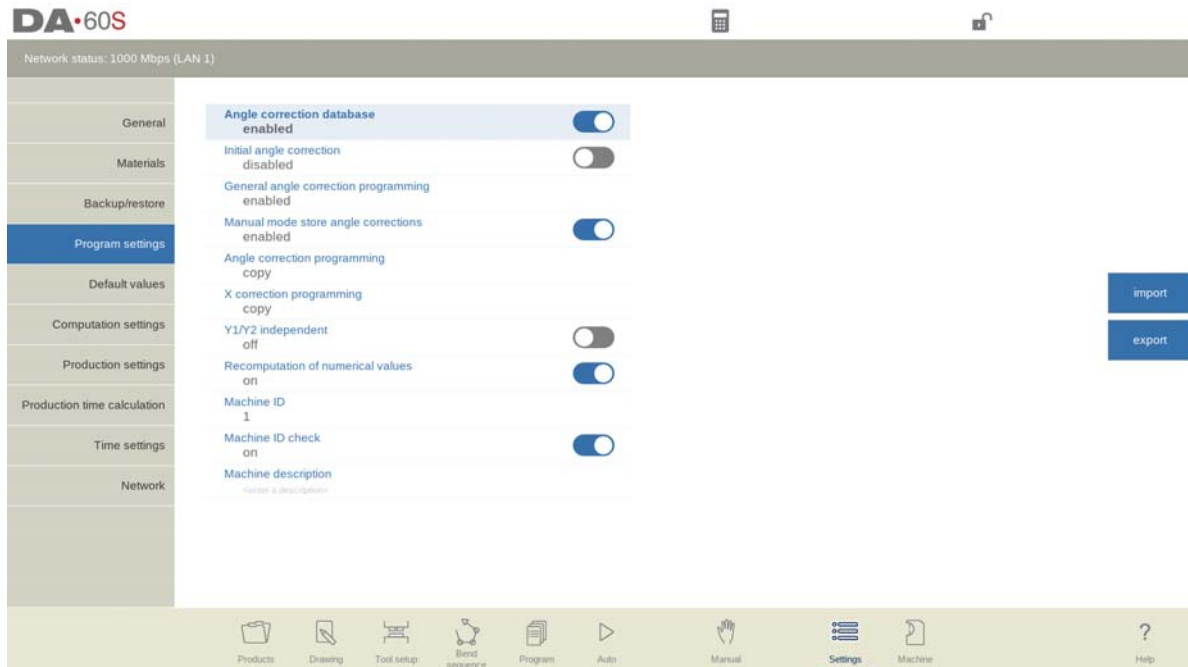 DA•60S
Network status: 1000 Mbps (LAN 1)
General
Materials
Backup/restore
Program settings
Default values
Computation settings
Production settings
Production time calculation
Time settings
Network
Angle correction database
enabled
Initial angle correction
disabled
General angle correction programming
enabled
Manual mode store angle corrections
enabled
Angle correction programming
copy
X correction programming
copy
Y1/Y2 independent
off
Recomputation of numerical values
on
Machine ID
1
Machine ID check
on
Machine description
<enter a description>
import
export
Products
Drawing
Tool setup
Bend
sequence
Program
Auto
Manual
Settings
Machine
?
Help